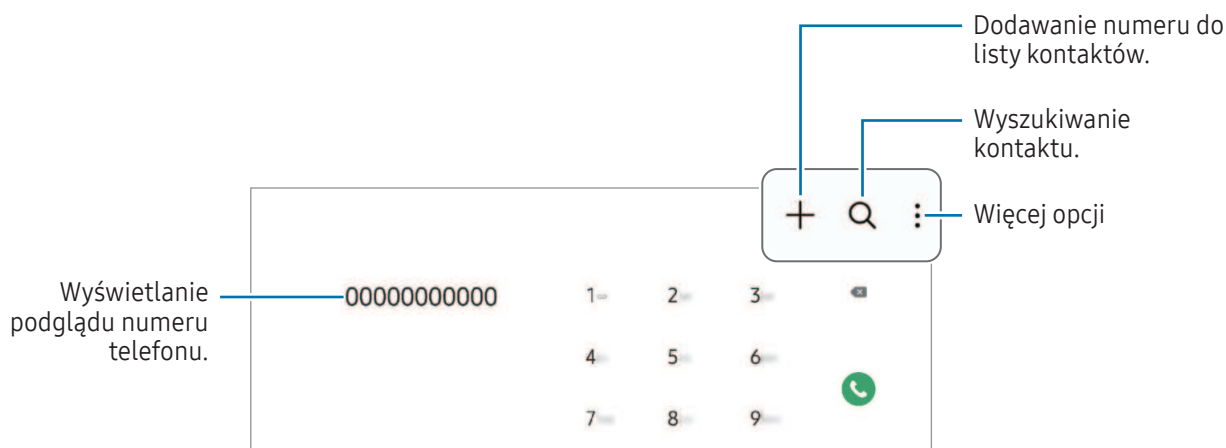 Dodawanie numeru do
listy kontaktów.
Wyszukiwanie
kontaktu.
Więcej opcji
Wyświetlanie
podglądu numeru
telefonu.
00000000000
1 2 3
4 5 6
7 8 9